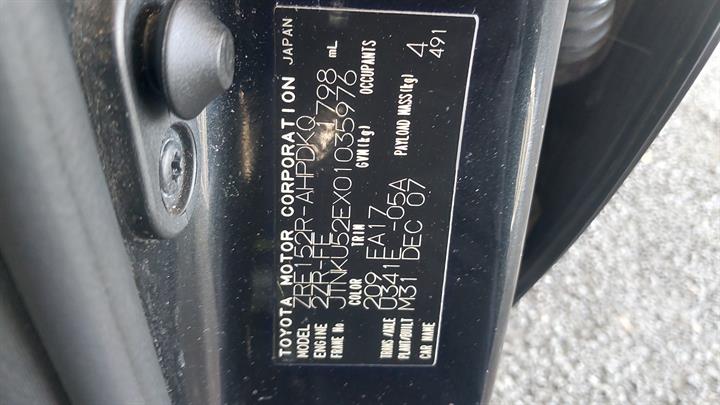 TOYOTA MOTOR CORPORATION JAPAN
MODEL ZRE152R-AHPDKQ
ENGINE 2ZR-FE 1798 mL
FRAME No. JTNKU52EX01035976
COLOR TRIM GVM(kg) OCCUPANTS
209 EA17 4
TRANS/AXLE U341E -05A PAYLOAD MASS(kg) 491
PLANT/BUILT M31 DEC 07
CAR NAME